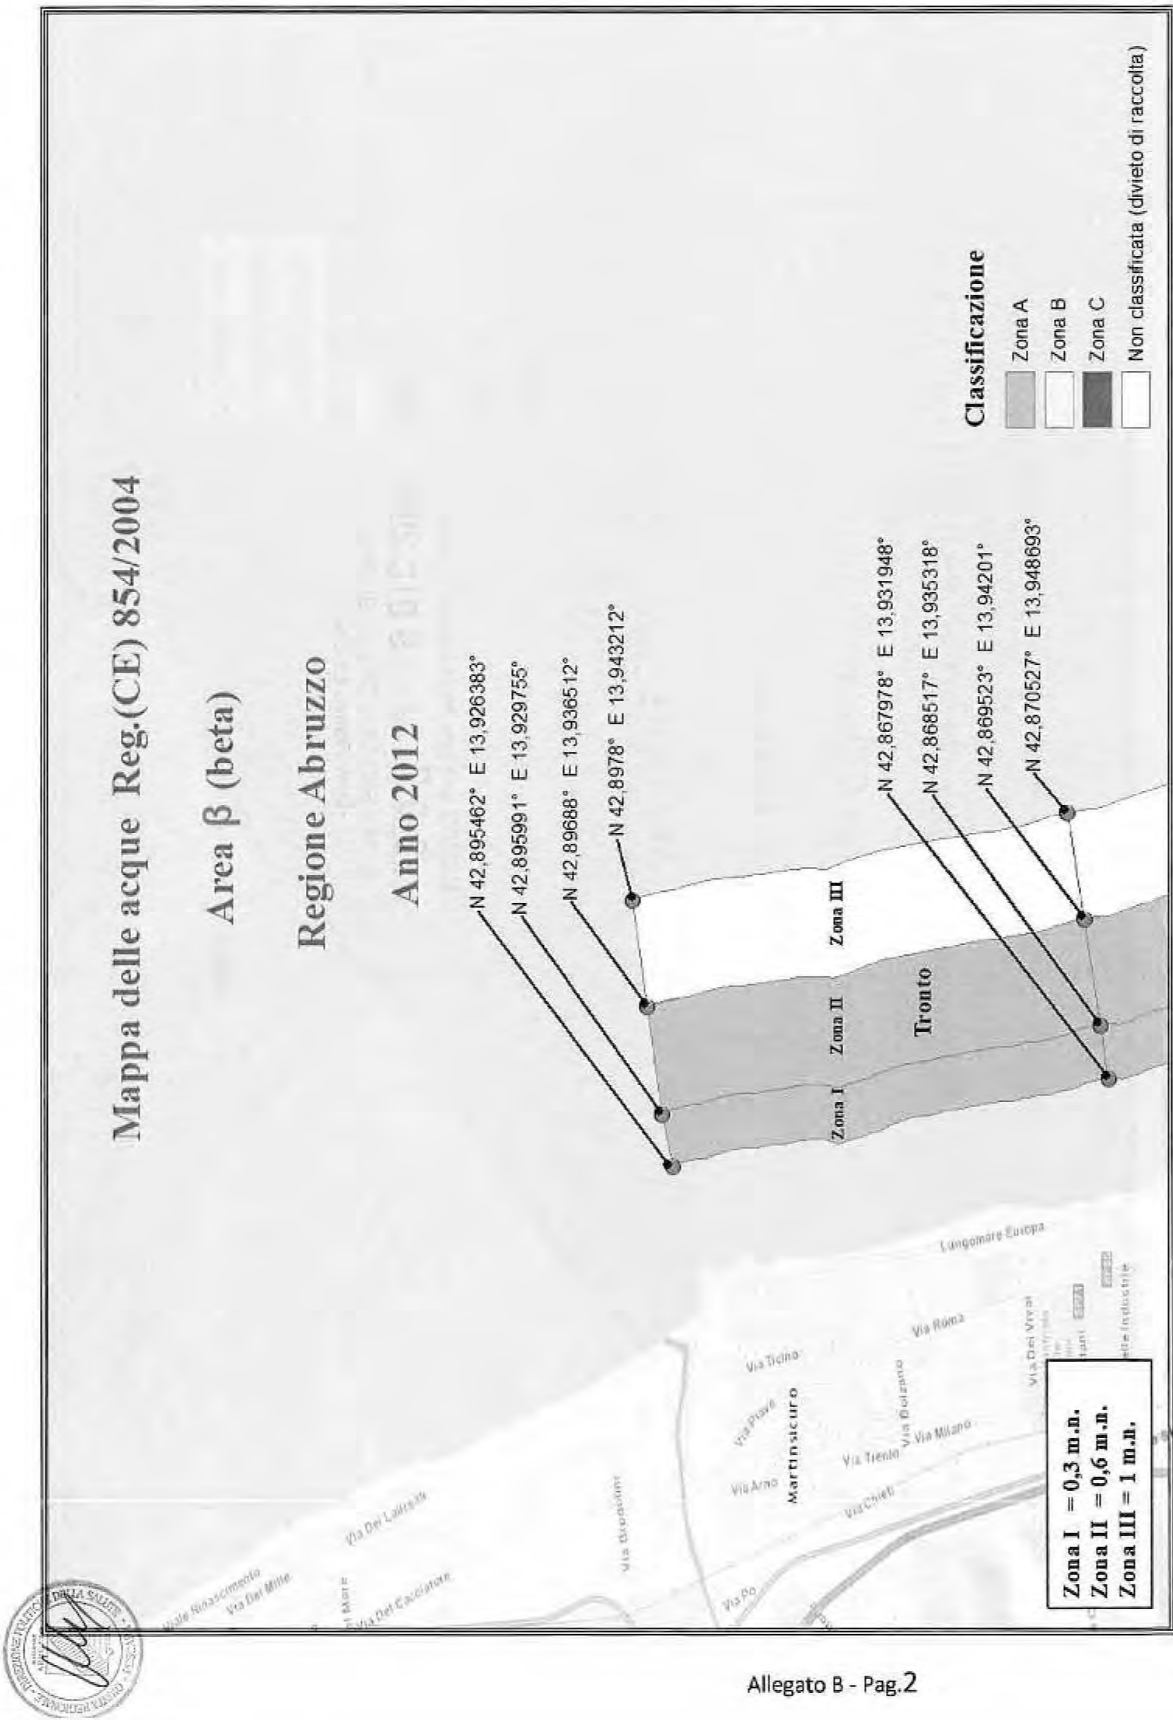 Mappa delle acque Reg.(CE) 854/2004
Area β (beta)
Regione Abruzzo
Anno 2012
N 42,895462° E 13,926383°
N 42,895991° E 13,929755°
N 42,89688° E 13,936512°
N 42,8978° E 13,943212°
Zona I
Zona II
Zona III
Tronto
N 42,867978° E 13,931948°
N 42,868517° E 13,935318°
N 42,869523° E 13,94201°
N 42,870527° E 13,948693°
Classificazione
Zona A
Zona B
Zona C
Non classificata (divieto di raccolta)
Viale Rinascimento
Via Dei Mille
Via Dei Laureati
Via Del Cacciatore
Via Ticino
Via Piave
Via Arno
Martinsicuro
Via Roma
Via Bolzano
Via Milano
Via Trento
Via Chieti
Via Po
Lungomare Europa
Via Dei Vivai
Zona I = 0,3 m.n.
Zona II = 0,6 m.n.
Zona III = 1 m.n.
Allegato B - Pag.2